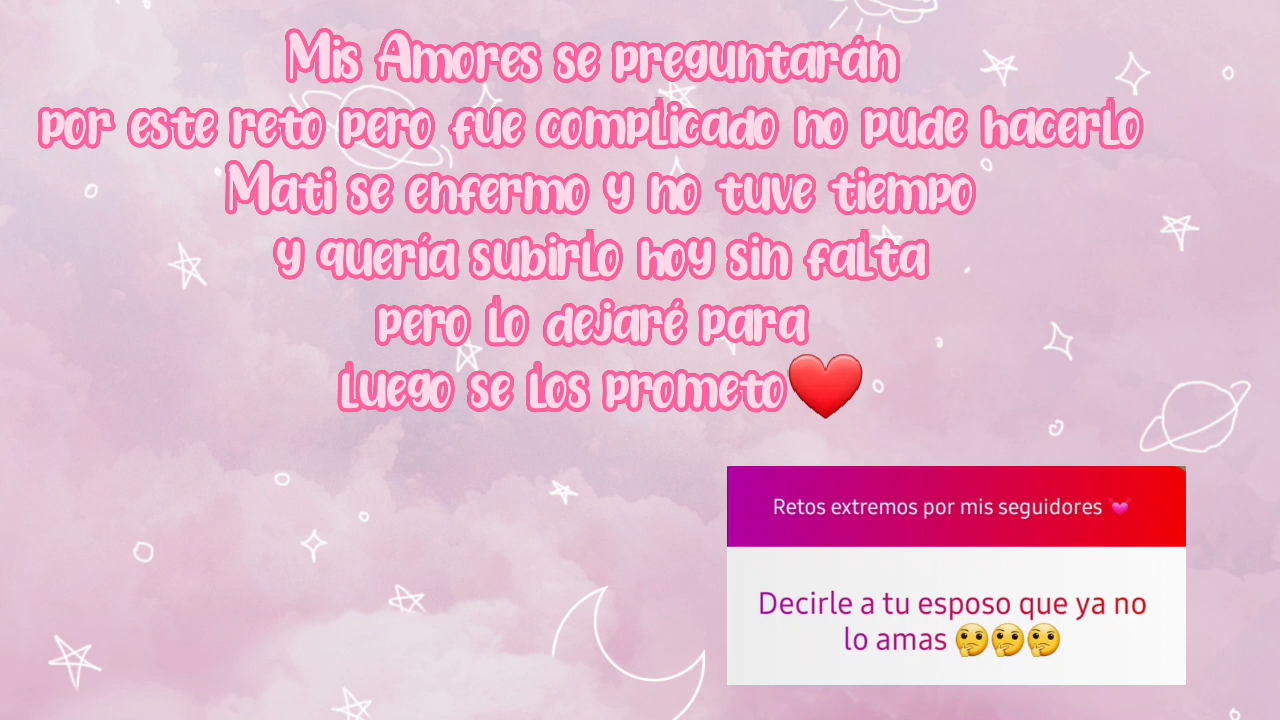 Mis Amores se preguntarán
por este reto pero fue complicado no pude hacerlo
Mati se enfermo y no tuve tiempo
y quería subirlo hoy sin falta
pero lo dejaré para
luego se los prometo❤️
Retos extremos por mis seguidores 💓
Decirle a tu esposo que ya no
lo amas 🤔🤔🤔